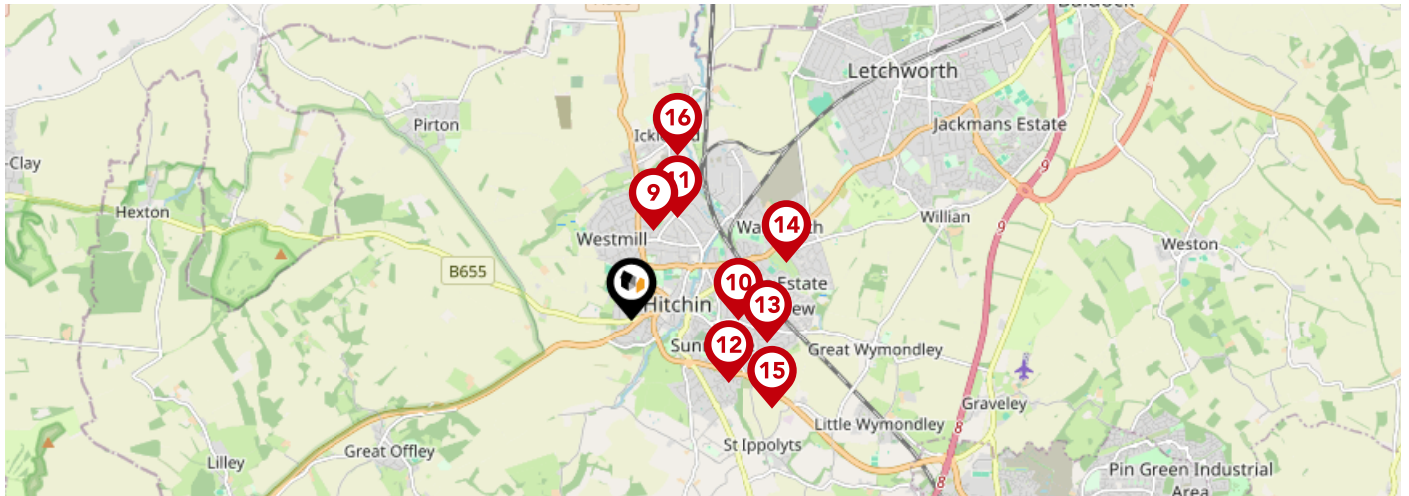 Letchworth
16
Pirton
Jackmans Estate
-Clay
9
11
9
Hexton
Willian
14
9
Westmill
Weston
B655
10
Estate
Hitchin
13
12
Great Wymondley
15
Graveley
Little Wymondley
8
St Ippolyts
Great Offley
Lilley
Pin Green Industrial
Area
8